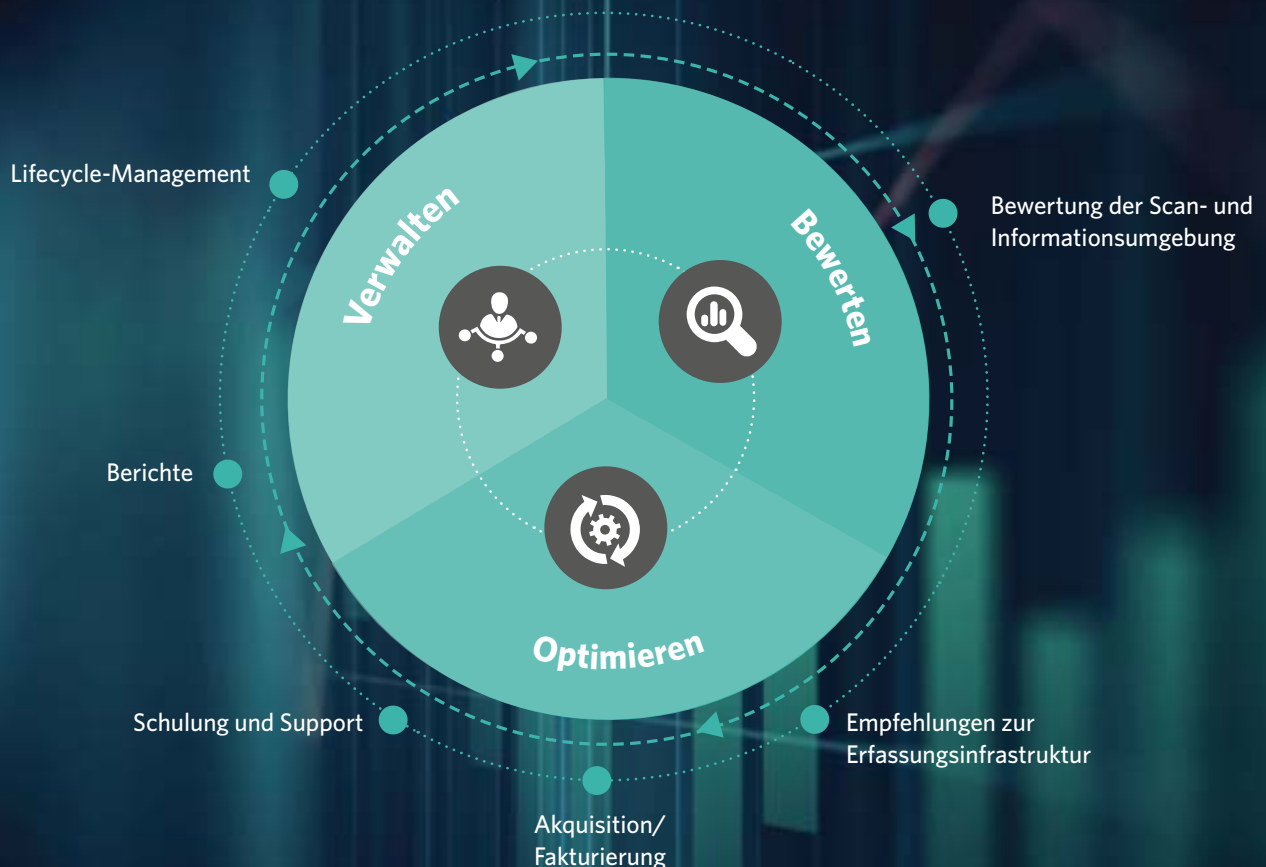 Lifecycle-Management
Verwalten
Bewerten
Bewertung der Scan- und
Informationsumgebung
Berichte
Optimieren
Schulung und Support
Empfehlungen zur
Erfassungsinfrastruktur
Akquisition/
Fakturierung